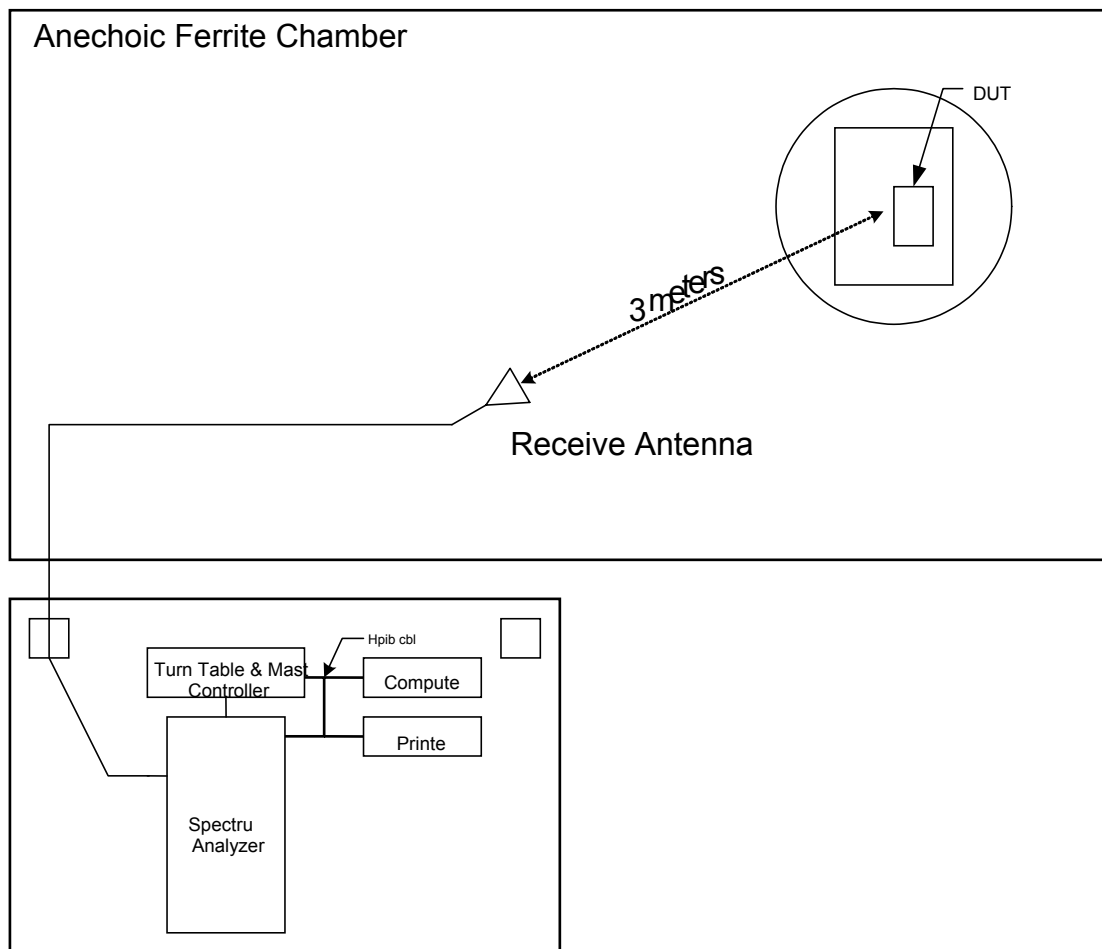 Anechoic Ferrite Chamber
DUT
3 meters
Receive Antenna
Hpib cbl
Turn Table & Mast
Controller
Compute
Printe
Spectru
Analyzer